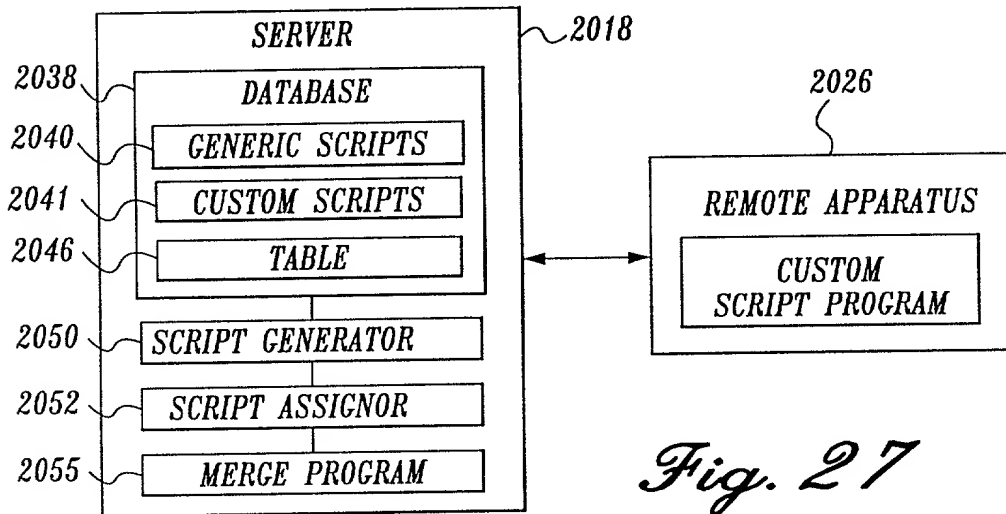 SERVER
2018
2038
DATABASE
2026
2040
GENERIC SCRIPTS
2041
CUSTOM SCRIPTS
REMOTE APPARATUS
2046
TABLE
CUSTOM
SCRIPT PROGRAM
2050
SCRIPT GENERATOR
2052
SCRIPT ASSIGNOR
2055
MERGE PROGRAM
Fig. 27